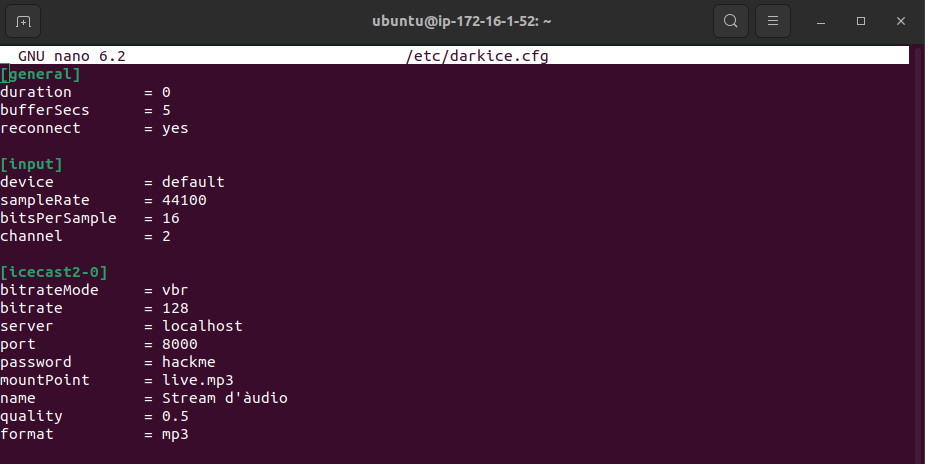 ubuntu@ip-172-16-1-52: ~
GNU nano 6.2 /etc/darkice.cfg
[general]
duration = 0
bufferSecs = 5
reconnect = yes
[input]
device = default
sampleRate = 44100
bitsPerSample = 16
channel = 2
[icecast2-0]
bitrateMode = vbr
bitrate = 128
server = localhost
port = 8000
password = hackme
mountPoint = live.mp3
name = Stream d'àudio
quality = 0.5
format = mp3